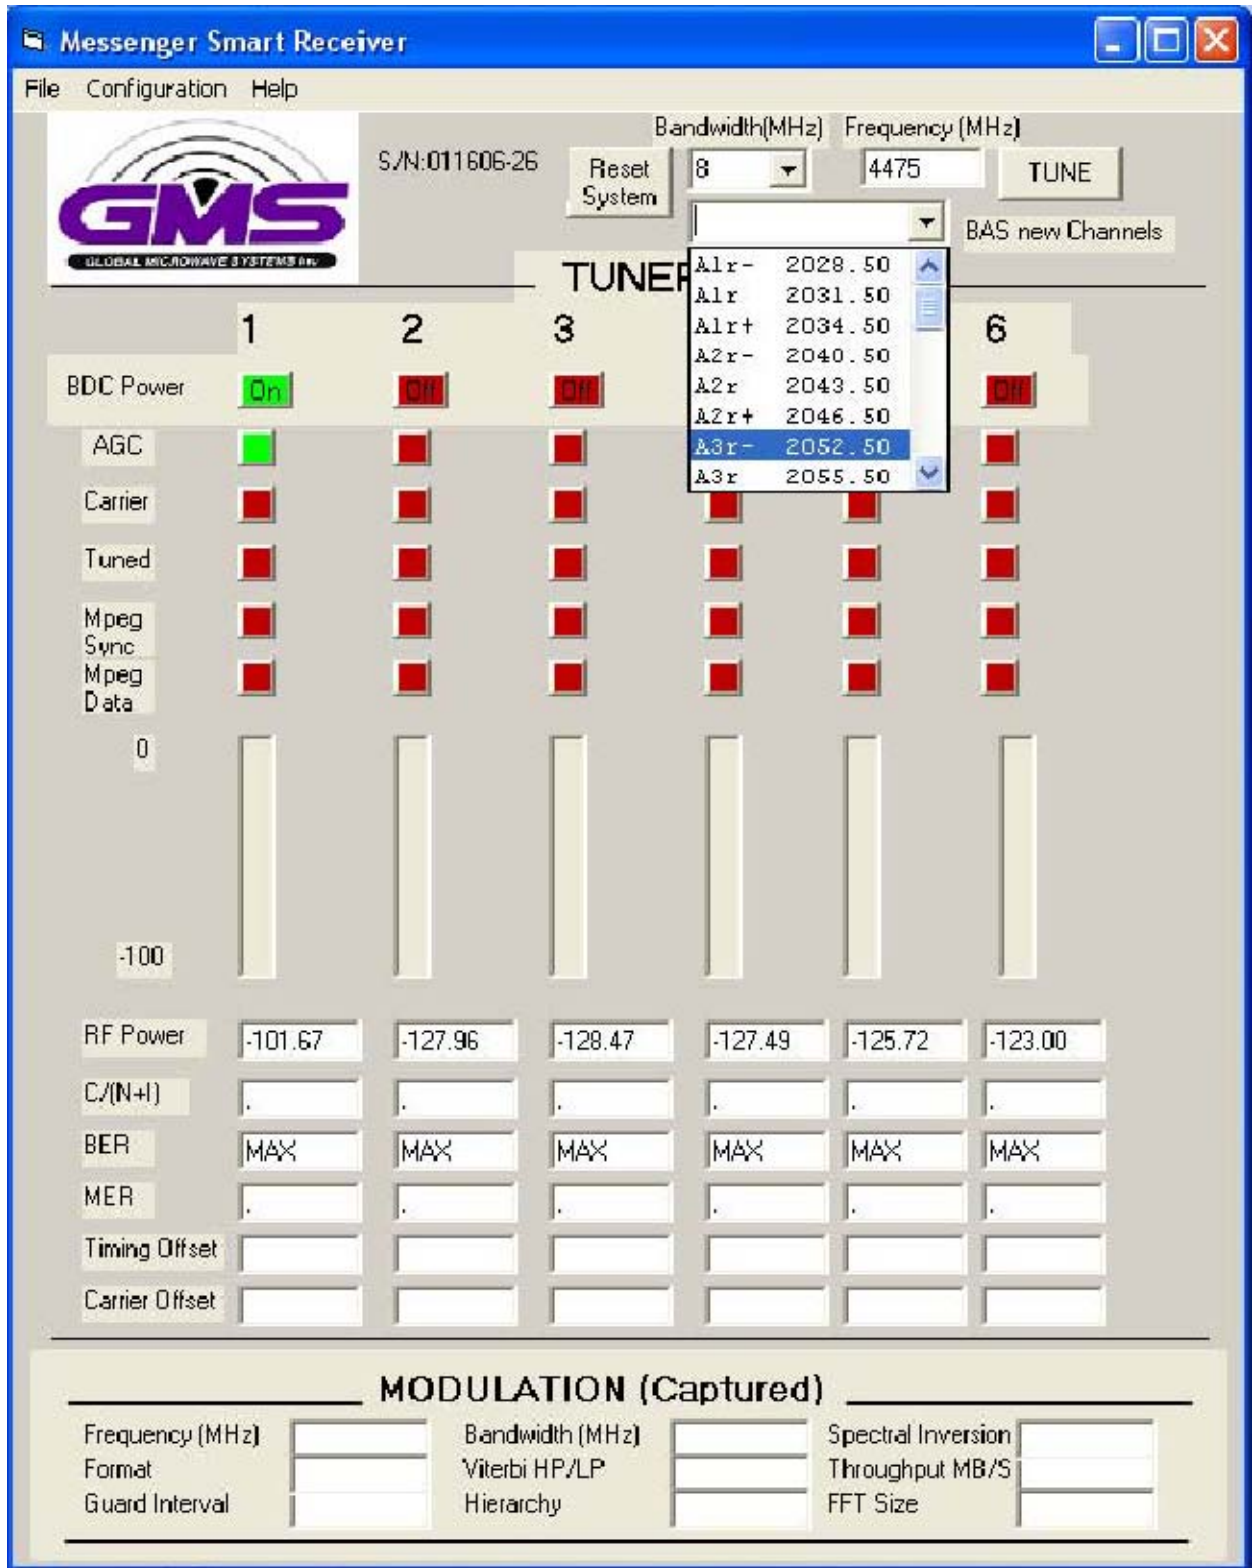 Messenger Smart Receiver
File Configuration Help
Bandwidth(MHz) Frequency (MHz)
S/N:011606-26 Reset System 8 4475 TUNE
GMS
GLOBAL MICROWAVE SYSTEMS Inc
BAS new Channels
TUNER
A1r- 2028.50
A1r 2031.50
A1r+ 2034.50
A2r- 2040.50
A2r 2043.50
A2r+ 2046.50
A3r- 2052.50
A3r 2055.50
1 2 3 6
BDC Power On Off Off Off
AGC
Carrier
Tuned
Mpeg
Sync
Mpeg
Data
0
-100
RF Power -101.67 -127.96 -128.47 -127.49 -125.72 -123.00
C/(N+I) . . . . . .
BER MAX MAX MAX MAX MAX MAX
MER . . . . . .
Timing Offset
Carrier Offset
MODULATION (Captured)
Frequency (MHz) Bandwidth (MHz) Spectral Inversion
Format Viterbi HP/LP Throughput MB/S
Guard Interval Hierarchy FFT Size